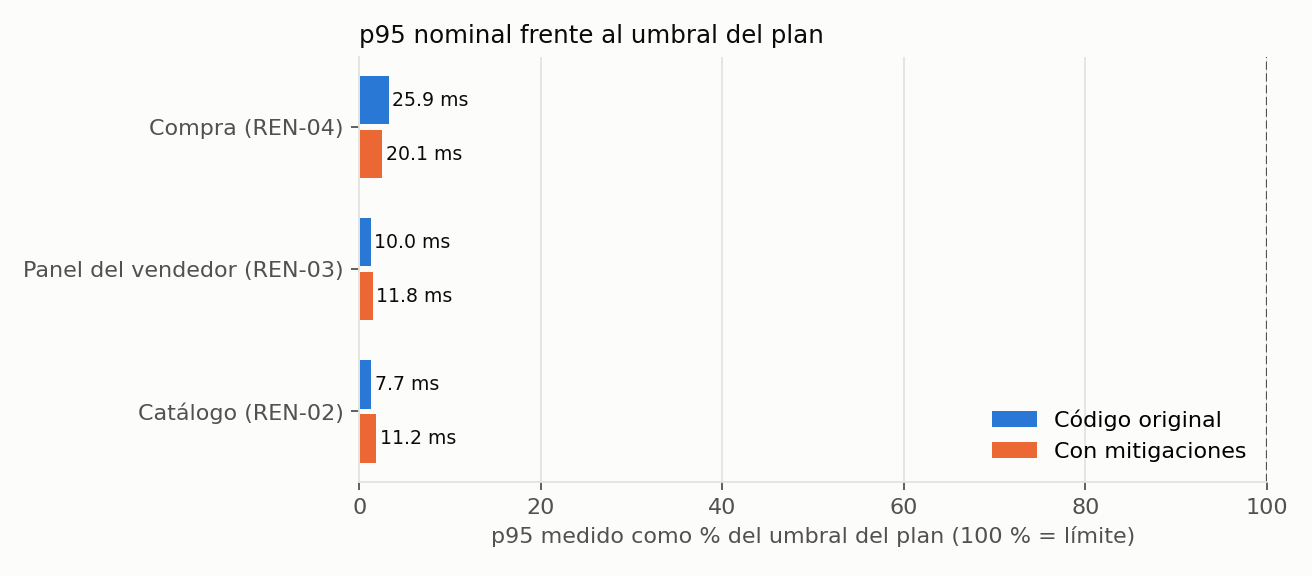 p95 nominal frente al umbral del plan
Compra (REN-04)
25.9 ms
20.1 ms
Panel del vendedor (REN-03)
10.0 ms
11.8 ms
Catálogo (REN-02)
7.7 ms
11.2 ms
Código original
Con mitigaciones
0 20 40 60 80 100
p95 medido como % del umbral del plan (100 % = límite)